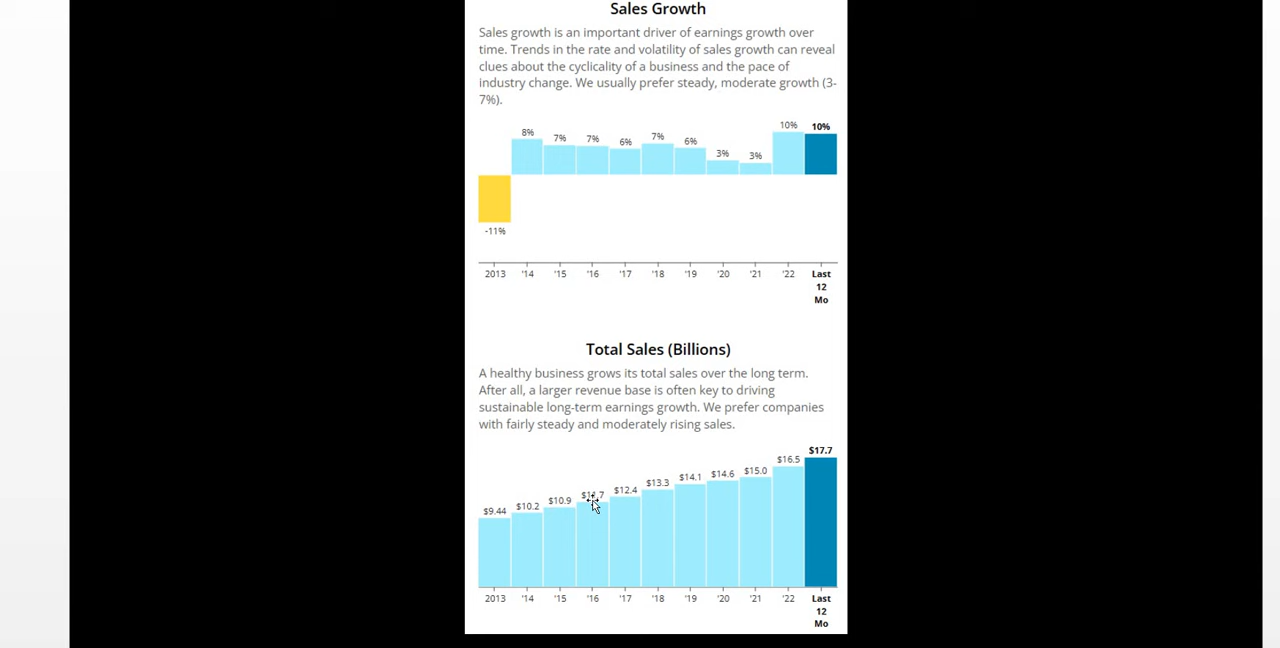 Sales Growth
Sales growth is an important driver of earnings growth over
time. Trends in the rate and volatility of sales growth can reveal
clues about the cyclicality of a business and the pace of
industry change. We usually prefer steady, moderate growth (3-
7%).
8% 7% 7% 6% 7% 6% 3% 3% 10% 10%
-11%
2013 '14 '15 '16 '17 '18 '19 '20 '21 '22 Last
12
Mo
Total Sales (Billions)
A healthy business grows its total sales over the long term.
After all, a larger revenue base is often key to driving
sustainable long-term earnings growth. We prefer companies
with fairly steady and moderately rising sales.
$9.44 $10.2 $10.9 $12.4 $13.3 $14.1 $14.6 $15.0 $16.5 $17.7
2013 '14 '15 '16 '17 '18 '19 '20 '21 '22 Last
12
Mo